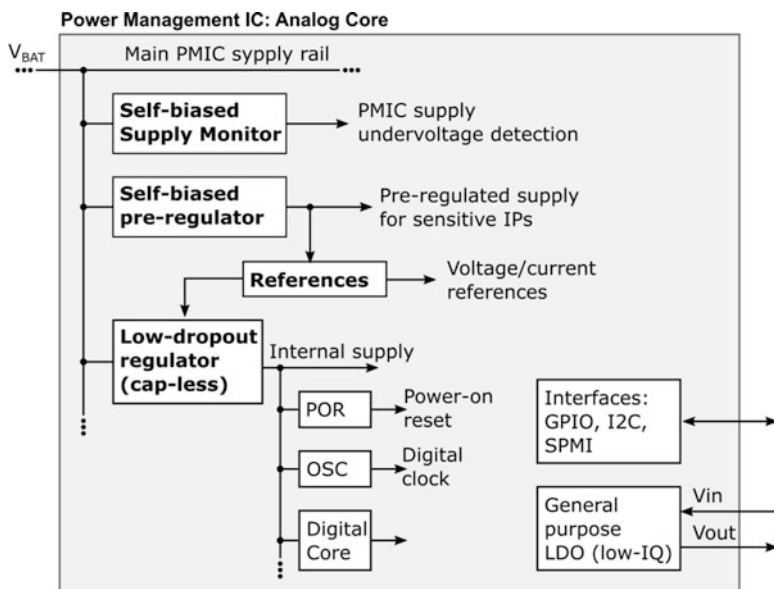 Power Management IC: Analog Core
VBAT
Main PMIC sypply rail
Self-biased
Supply Monitor
PMIC supply
undervoltage detection
Self-biased
pre-regulator
Pre-regulated supply
for sensitive IPs
References
Voltage/current
references
Low-dropout
regulator
(cap-less)
Internal supply
POR
Power-on
reset
OSC
Digital
clock
Digital
Core
Interfaces:
GPIO, I2C,
SPMI
General
purpose
LDO (low-IQ)
Vin
Vout